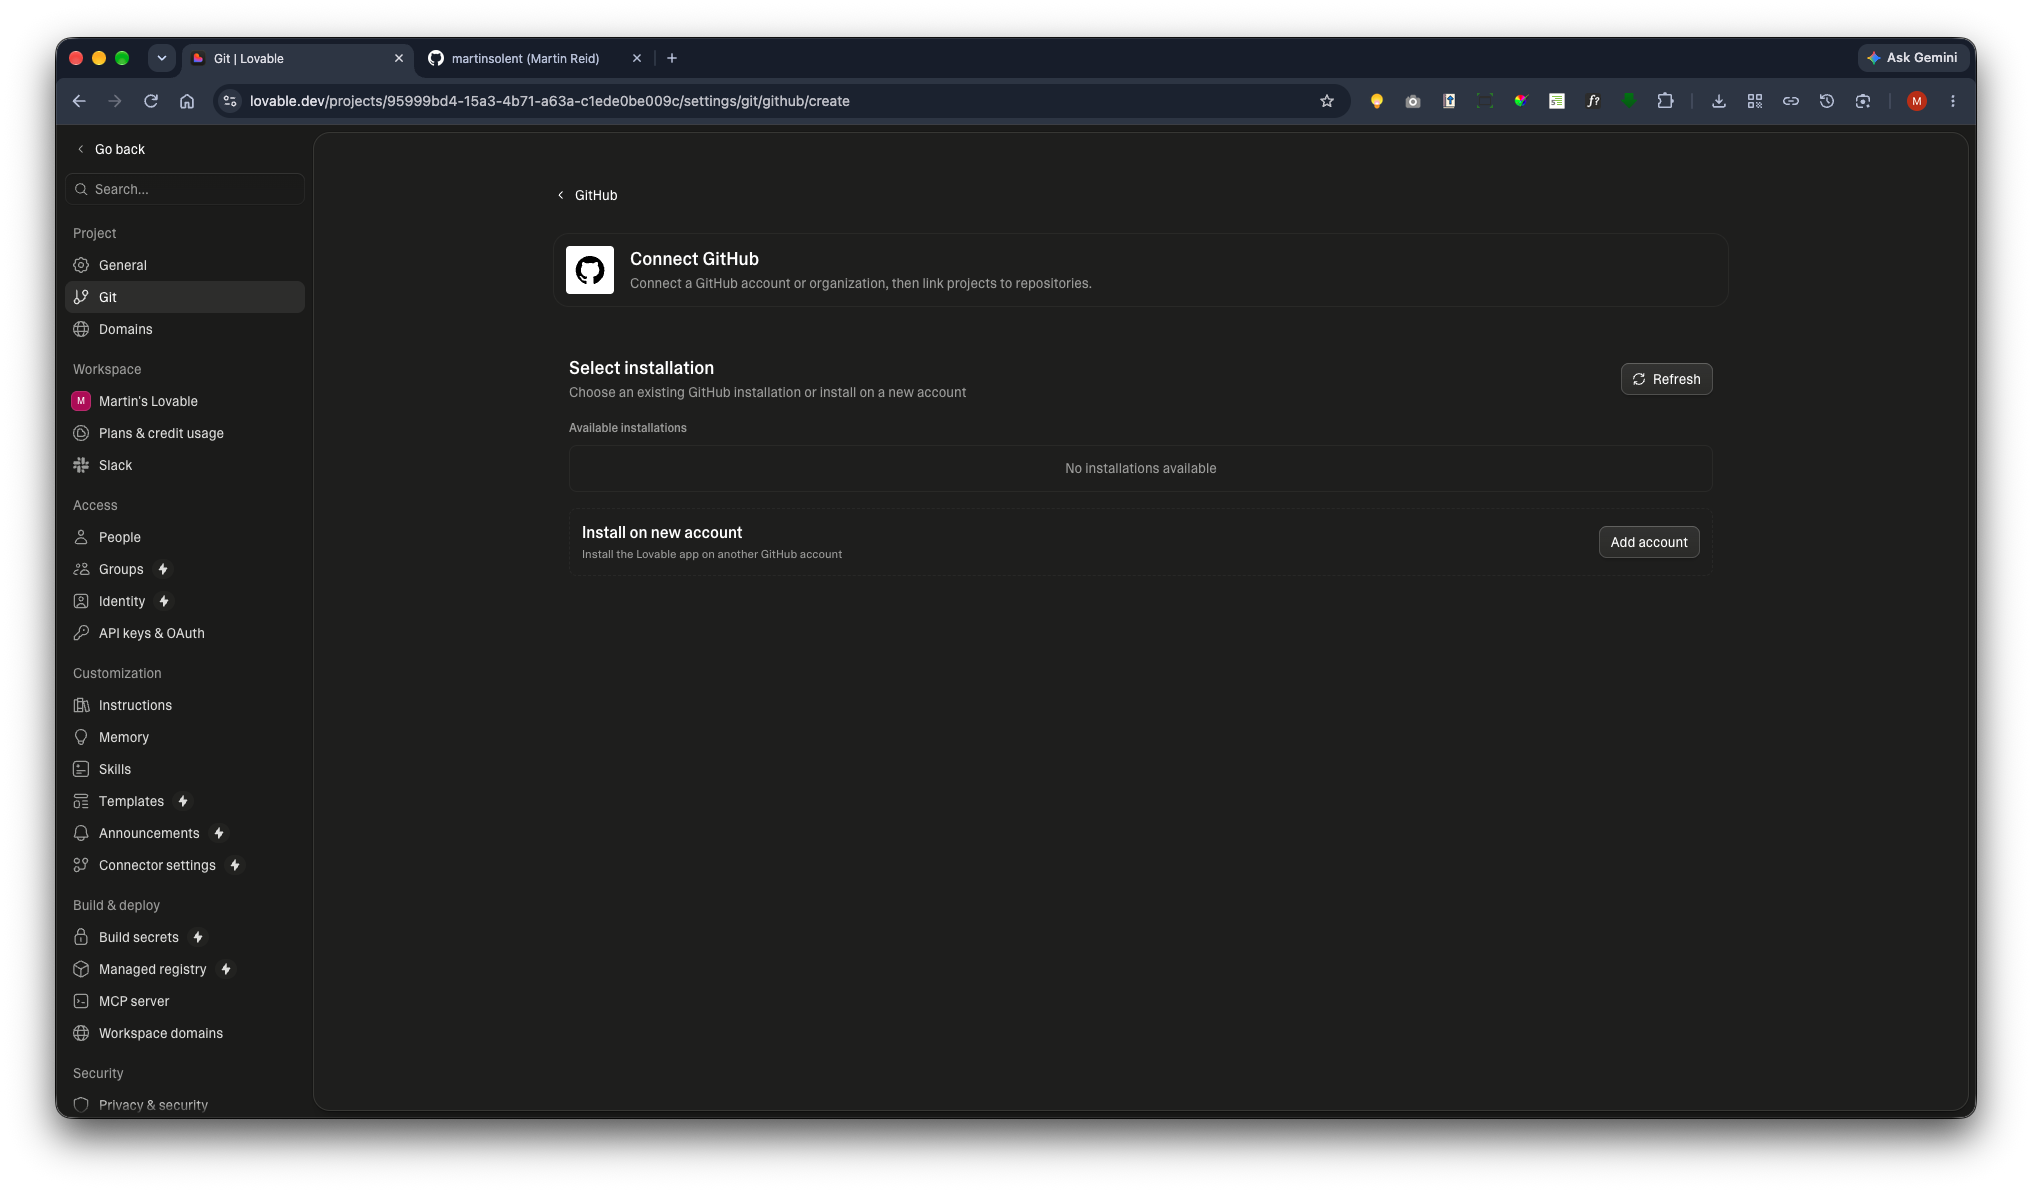 Git | Lovable
martinsolent (Martin Reid)
Ask Gemini
lovable.dev/projects/95999bd4-15a3-4b71-a63a-c1ede0be009c/settings/git/github/create
f?
M
Go back
Search...
Project
General
Git
Domains
Workspace
M Martin's Lovable
Plans & credit usage
Slack
Access
People
Groups
Identity
API keys & OAuth
Customization
Instructions
Memory
Skills
Templates
Announcements
Connector settings
Build & deploy
Build secrets
Managed registry
MCP server
Workspace domains
Security
Privacy & security
GitHub
Connect GitHub
Connect a GitHub account or organization, then link projects to repositories.
Select installation
Choose an existing GitHub installation or install on a new account
Refresh
Available installations
No installations available
Install on new account
Install the Lovable app on another GitHub account
Add account